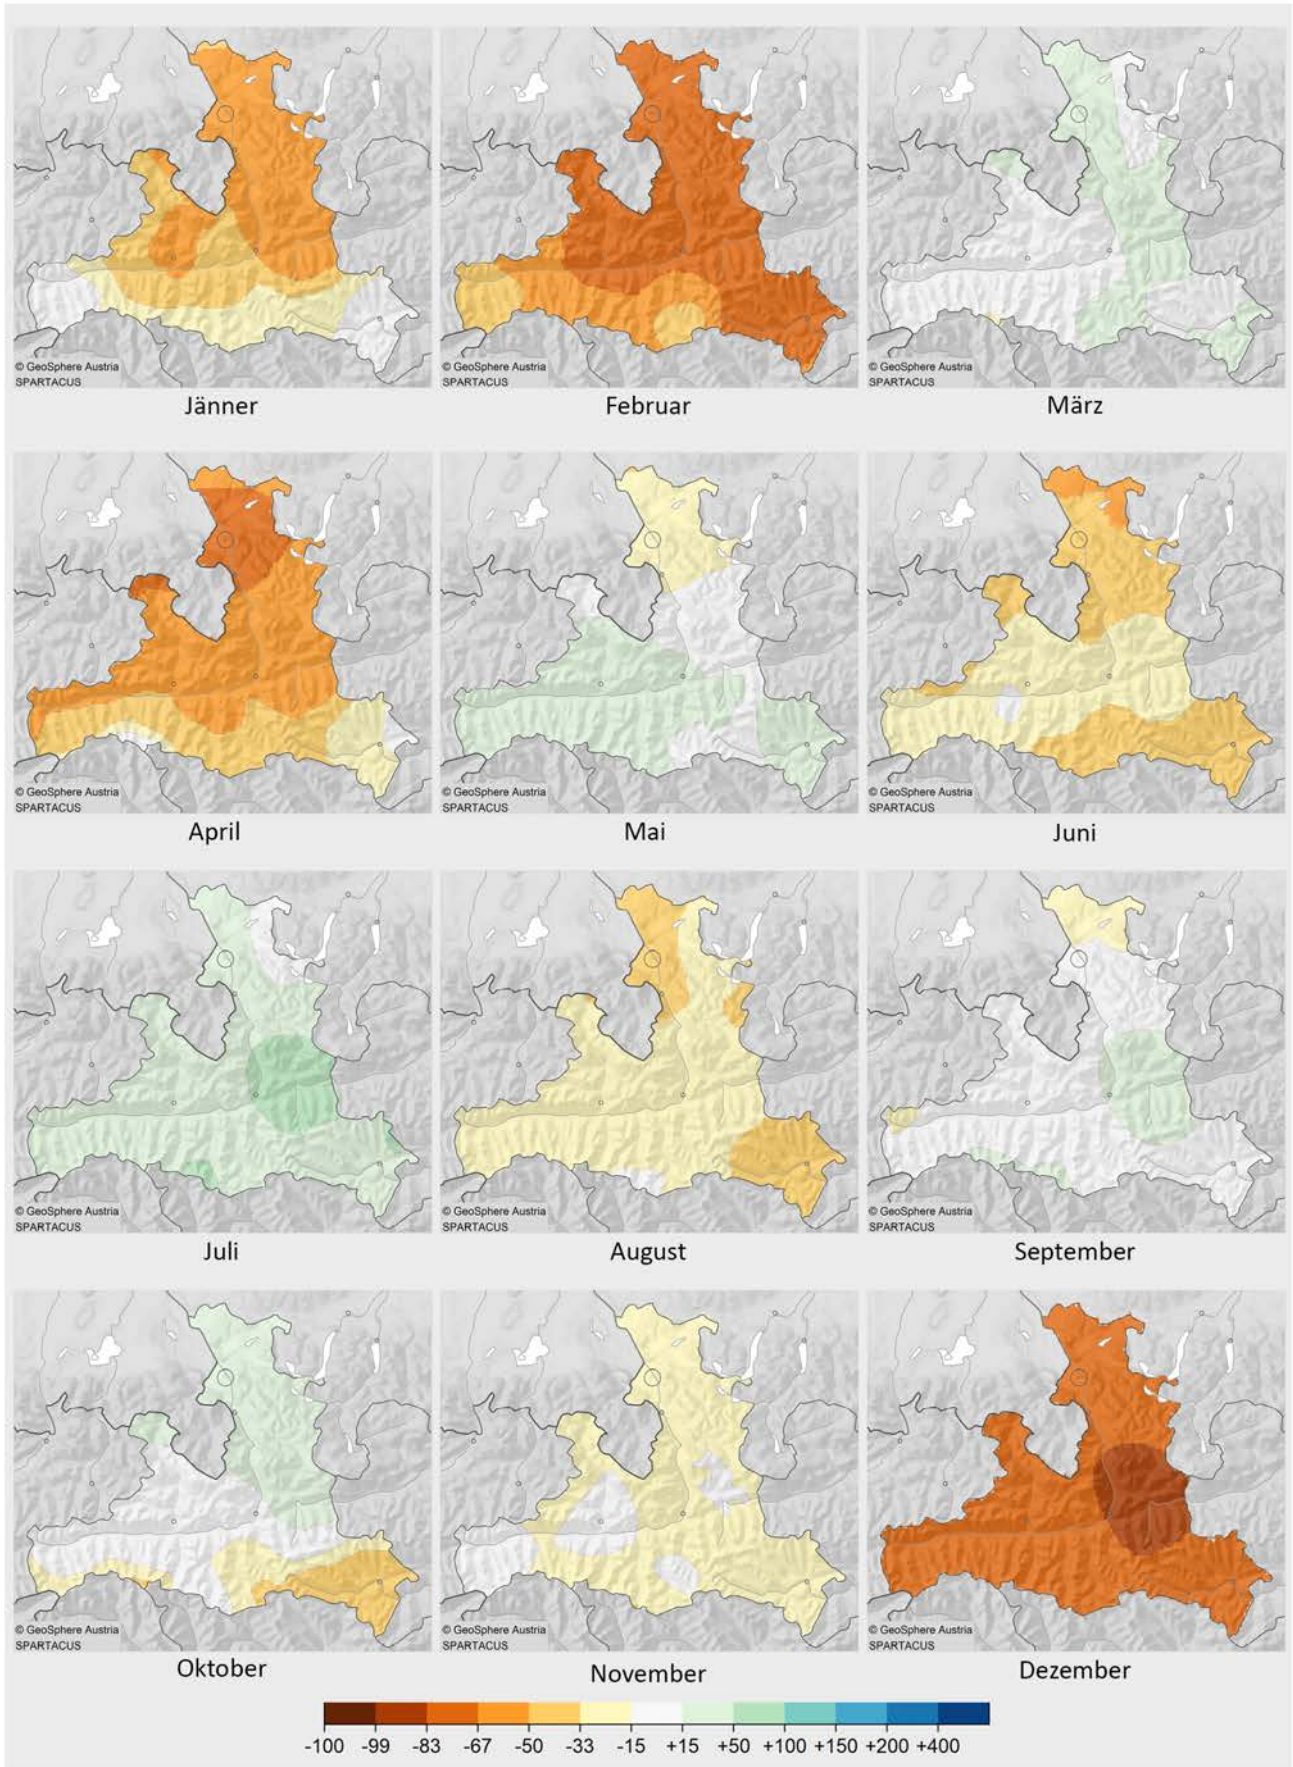 © GeoSphere Austria
SPARTACUS
Jänner
© GeoSphere Austria
SPARTACUS
Februar
© GeoSphere Austria
SPARTACUS
März
© GeoSphere Austria
SPARTACUS
April
© GeoSphere Austria
SPARTACUS
Mai
© GeoSphere Austria
SPARTACUS
Juni
© GeoSphere Austria
SPARTACUS
Juli
© GeoSphere Austria
SPARTACUS
August
© GeoSphere Austria
SPARTACUS
September
© GeoSphere Austria
SPARTACUS
Oktober
© GeoSphere Austria
SPARTACUS
November
© GeoSphere Austria
SPARTACUS
Dezember
-100 -99 -83 -67 -50 -33 -15 +15 +50 +100 +150 +200 +400